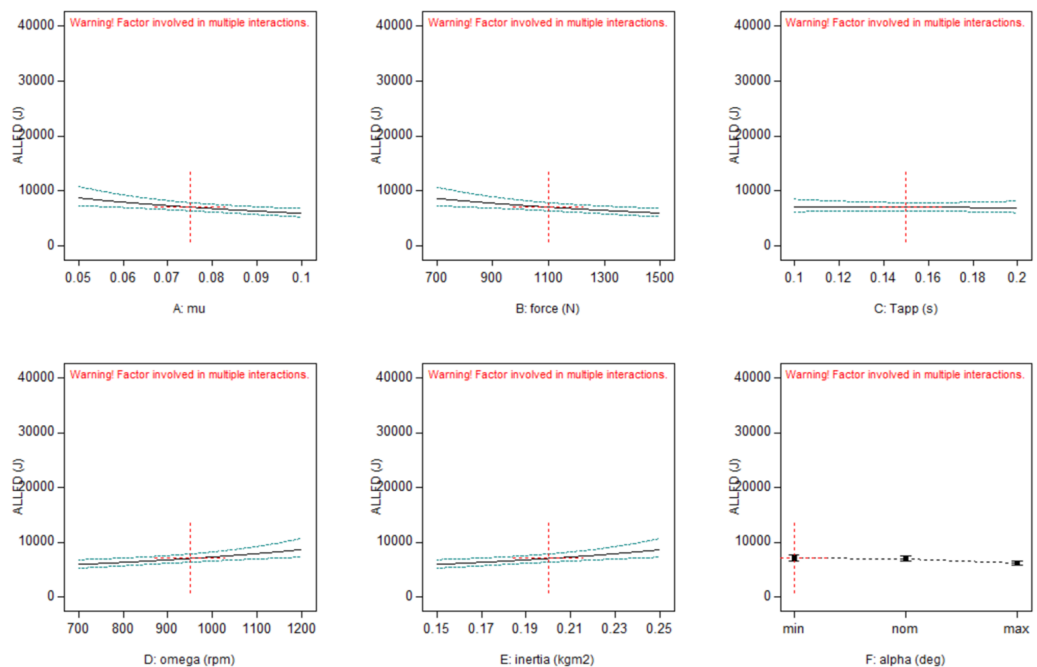 Warning! Factor involved in multiple interactions.
40000
30000
20000
10000
0
ALLFD (J)
0.05 0.06 0.07 0.08 0.09 0.1
A: mu
Warning! Factor involved in multiple interactions.
40000
30000
20000
10000
0
ALLFD (J)
700 900 1100 1300 1500
B: force (N)
Warning! Factor involved in multiple interactions.
40000
30000
20000
10000
0
ALLFD (J)
0.1 0.12 0.14 0.16 0.18 0.2
C: Tapp (s)
Warning! Factor involved in multiple interactions.
40000
30000
20000
10000
0
ALLFD (J)
700 800 900 1000 1100 1200
D: omega (rpm)
Warning! Factor involved in multiple interactions.
40000
30000
20000
10000
0
ALLFD (J)
0.15 0.17 0.19 0.21 0.23 0.25
E: inertia (kgm2)
Warning! Factor involved in multiple interactions.
40000
30000
20000
10000
0
ALLFD (J)
min nom max
F: alpha (deg)